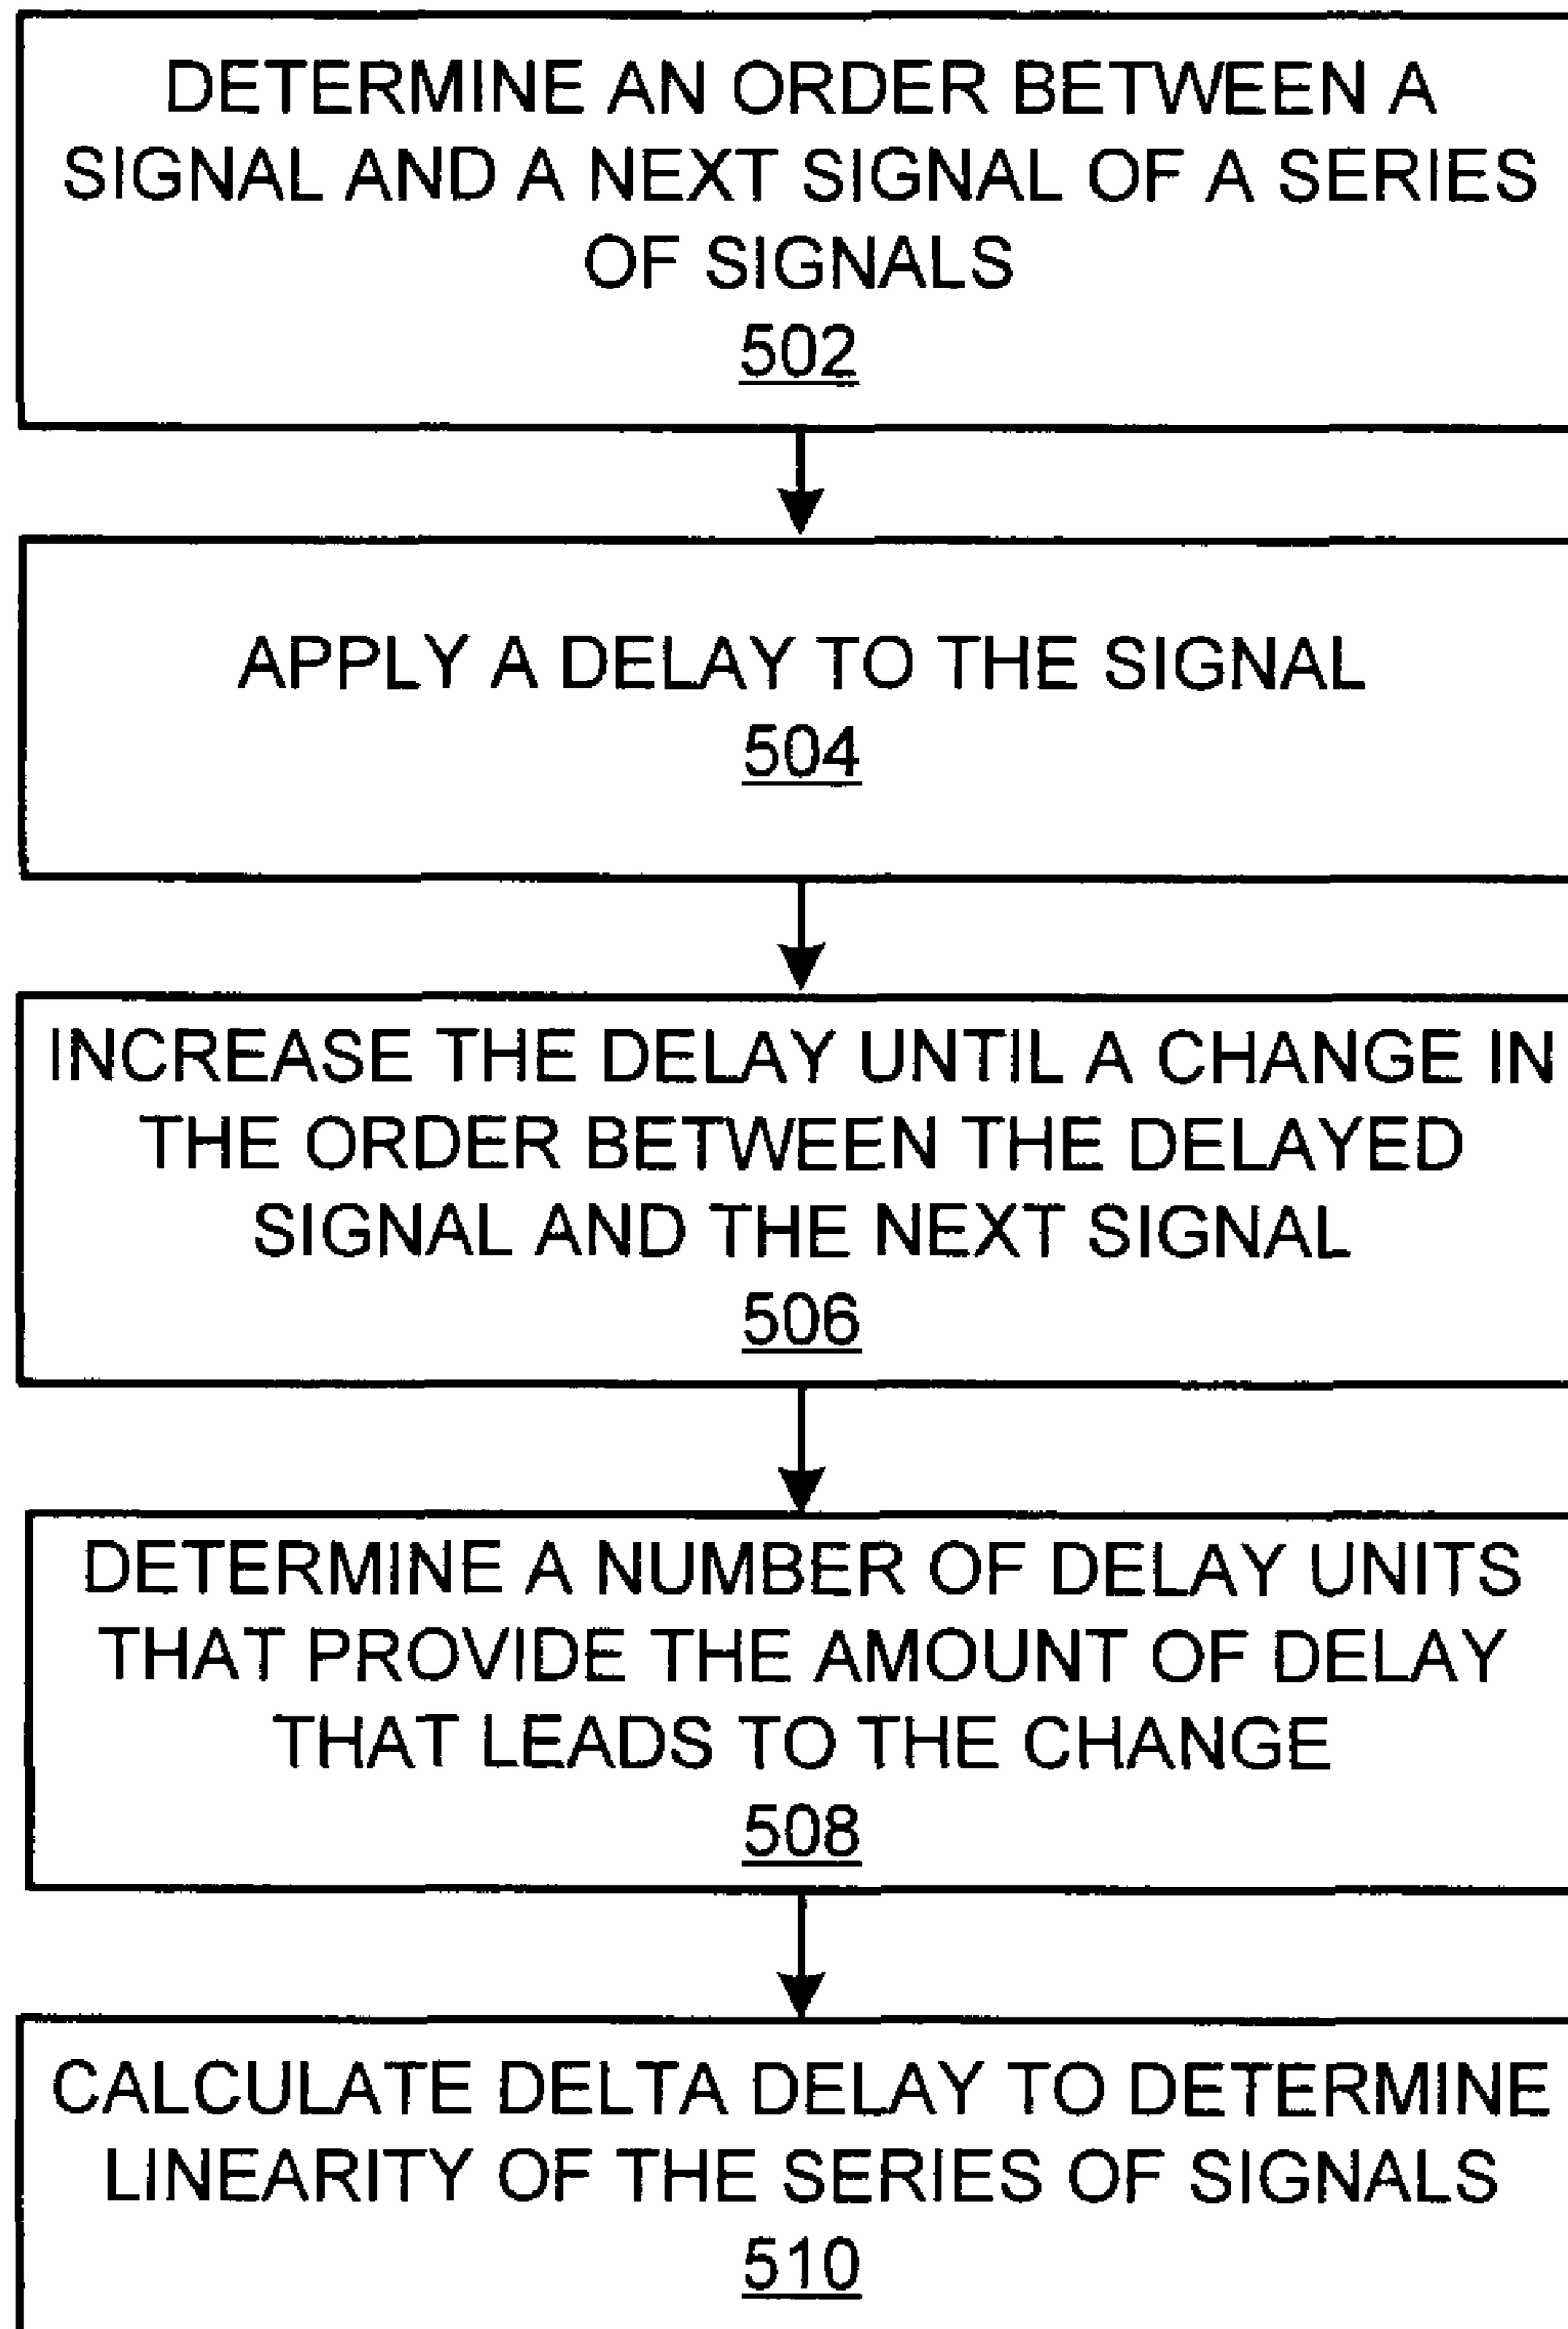 DETERMINE AN ORDER BETWEEN A
SIGNAL AND A NEXT SIGNAL OF A SERIES
OF SIGNALS
502
APPLY A DELAY TO THE SIGNAL
504
INCREASE THE DELAY UNTIL A CHANGE IN
THE ORDER BETWEEN THE DELAYED
SIGNAL AND THE NEXT SIGNAL
506
DETERMINE A NUMBER OF DELAY UNITS
THAT PROVIDE THE AMOUNT OF DELAY
THAT LEADS TO THE CHANGE
508
CALCULATE DELTA DELAY TO DETERMINE
LINEARITY OF THE SERIES OF SIGNALS
510